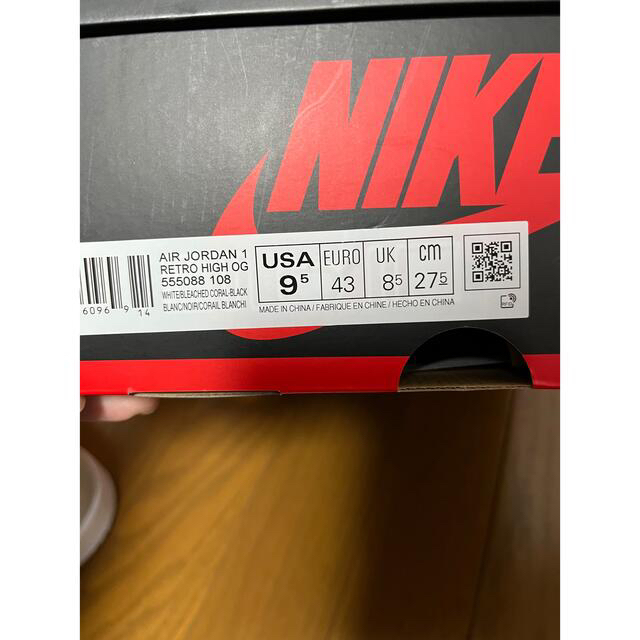 NIKE
AIR JORDAN 1
RETRO HIGH OG
555088 108
WHITE/BLEACHED CORAL-BLACK
BLANC/NOIR/CORAIL BLANCHI
USA
9⁵
EURO
43
UK
8⁵
cm
27⁵
MADE IN CHINA / FABRIQUE EN CHINE / HECHO EN CHINA
6096 9 14